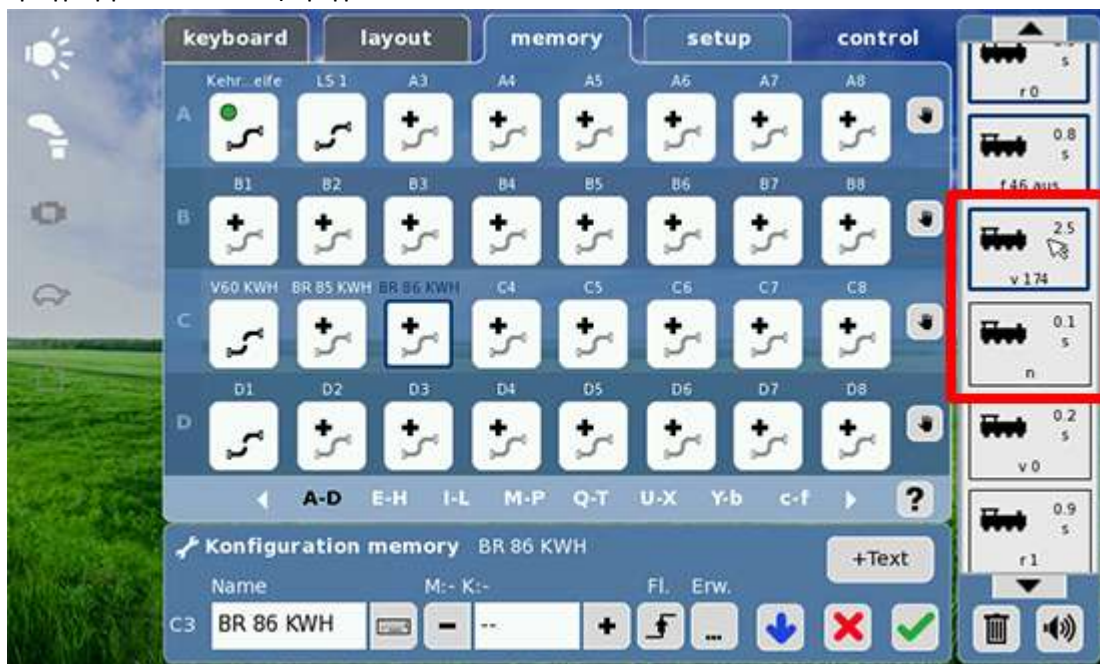 keyboard layout memory setup control
Kehr...elfe LS 1 A3 A4 A5 A6 A7 A8
A
B1 B2 B3 B4 B5 B6 B7 B8
B
V60 KWH BR 85 KWH BR 86 KWH C4 C5 C6 C7 C8
C
D1 D2 D3 D4 D5 D6 D7 D8
D
A-D E-H I-L M-P Q-T U-X Y-b c-f ?
Konfiguration memory BR 86 KWH +Text
Name M:- K:- Fl. Erw.
C3 BR 86 KWH - -- + ...
s
r 0
0.8
s
f 46 aus
2.5
v 174
0.1
s
n
0.2
s
v 0
0.9
s
r 1